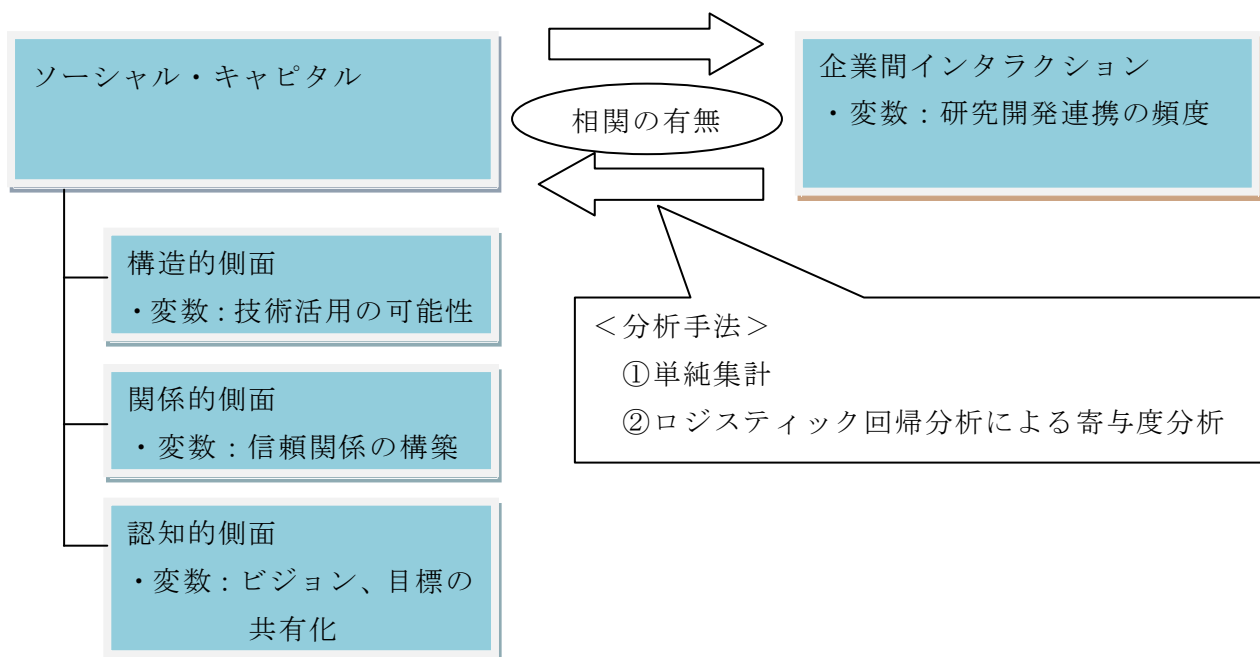 ソーシャル・キャピタル
相関の有無
企業間インタラクション
・変数：研究開発連携の頻度
構造的側面
・変数：技術活用の可能性
関係的側面
・変数：信頼関係の構築
認知的側面
・変数：ビジョン、目標の
共有化
＜分析手法＞
①単純集計
②ロジスティック回帰分析による寄与度分析